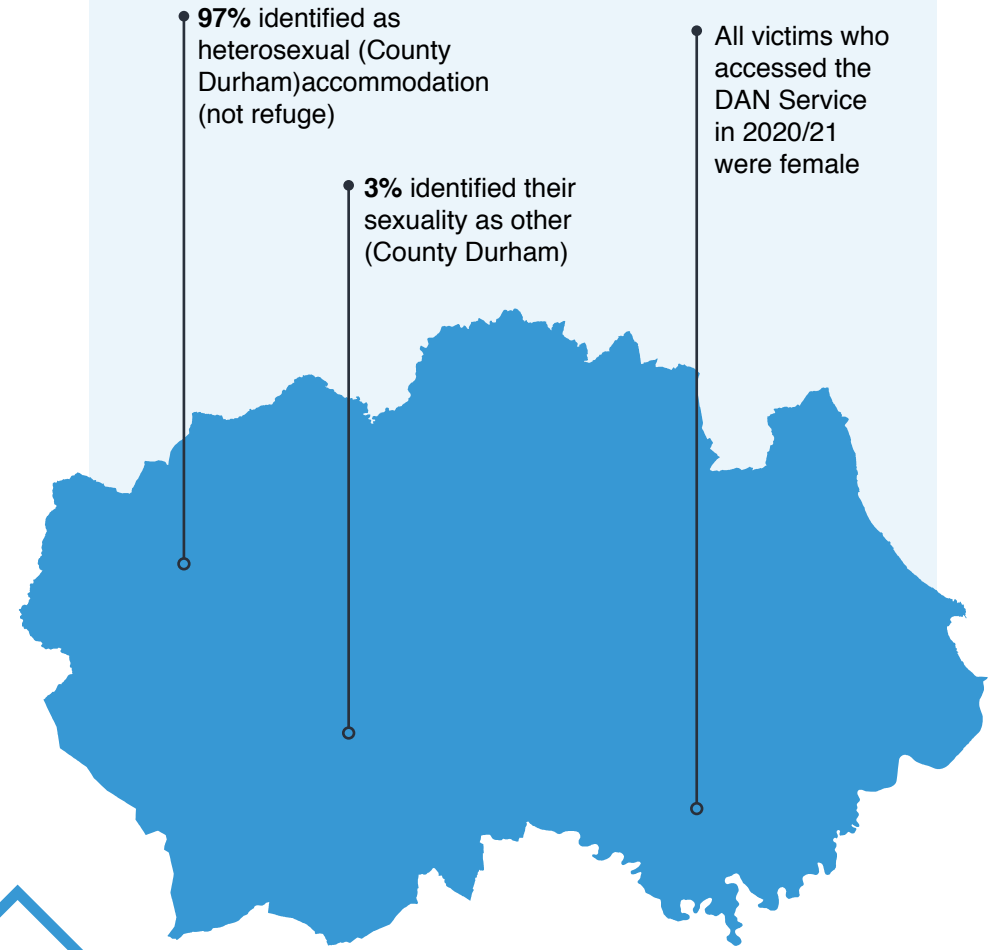 97% identified as
heterosexual (County
Durham)accommodation
(not refuge)
All victims who
accessed the
DAN Service
in 2020/21
were female
3% identified their
sexuality as other
(County Durham)